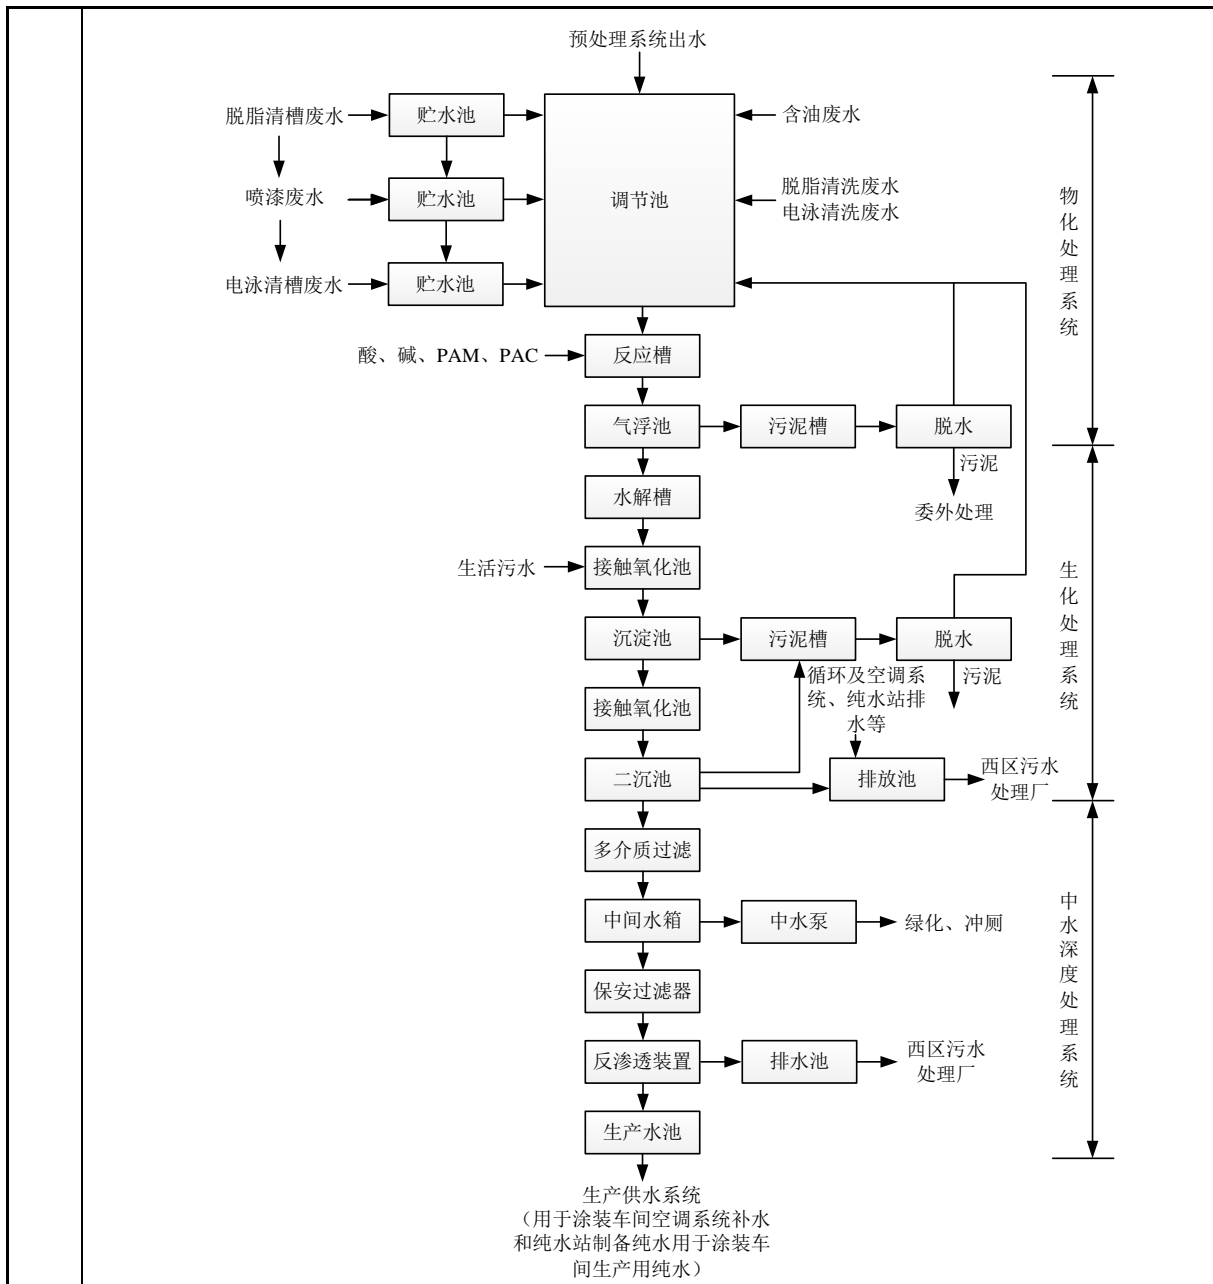 预处理系统出水
脱脂清槽废水
贮水池
含油废水
喷漆废水
贮水池
调节池
脱脂清洗废水
电泳清洗废水
电泳清槽废水
贮水池
物化处理系统
酸、碱、PAM、PAC
反应槽
气浮池
污泥槽
脱水
污泥
委外处理
水解槽
生活污水
接触氧化池
沉淀池
污泥槽
脱水
污泥
生化处理系统
循环及空调系
统、纯水站排
水等
接触氧化池
二沉池
排放池
西区污水
处理厂
多介质过滤
中间水箱
中水泵
绿化、冲厕
保安过滤器
反渗透装置
排水池
西区污水
处理厂
中水深度处理系统
生产水池
生产供水系统
（用于涂装车间空调系统补水
和纯水站制备纯水用于涂装车
间生产用纯水）